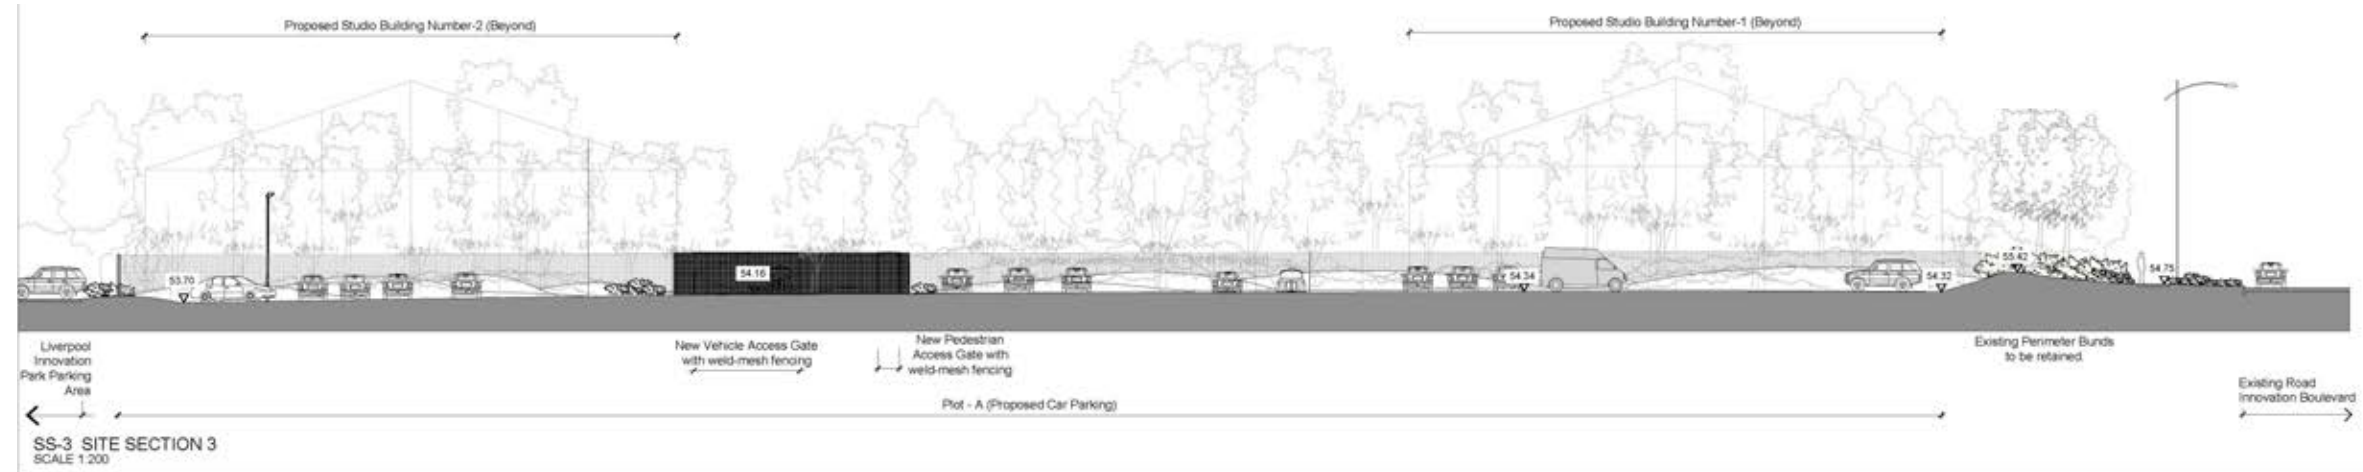 Proposed Studio Building Number-2 (Beyond)
Proposed Studio Building Number-1 (Beyond)
53.70
54.16
54.34
54.32
55.42
54.75
Liverpool
Innovation
Park Parking
Area
New Vehicle Access Gate
with weld-mesh fencing
New Pedestrian
Access Gate with
weld-mesh fencing
Existing Perimeter Bunds
to be retained.
Existing Road
Innovation Boulevard
Plot - A (Proposed Car Parking)
SS-3 SITE SECTION 3
SCALE 1:200